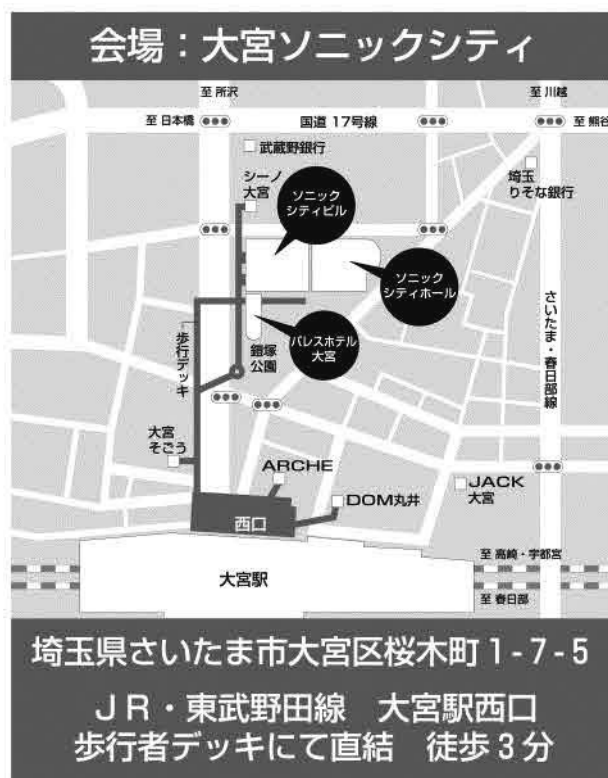 会場：大宮ソニックシティ
至 所沢
至 川越
至 日本橋
国道 17号線
至 熊谷
武蔵野銀行
シーノ
大宮
ソニック
シティビル
埼玉
りそな銀行
ソニック
シティホール
さいたま・春日部線
パレスホテル
大宮
鐙塚
公園
歩行デッキ
大宮
そごう
ARCHE
JACK
大宮
DOM丸井
西口
大宮駅
至 高崎・宇都宮
至 春日部
埼玉県さいたま市大宮区桜木町1-7-5
JR・東武野田線　大宮駅西口
歩行者デッキにて直結　徒歩3分